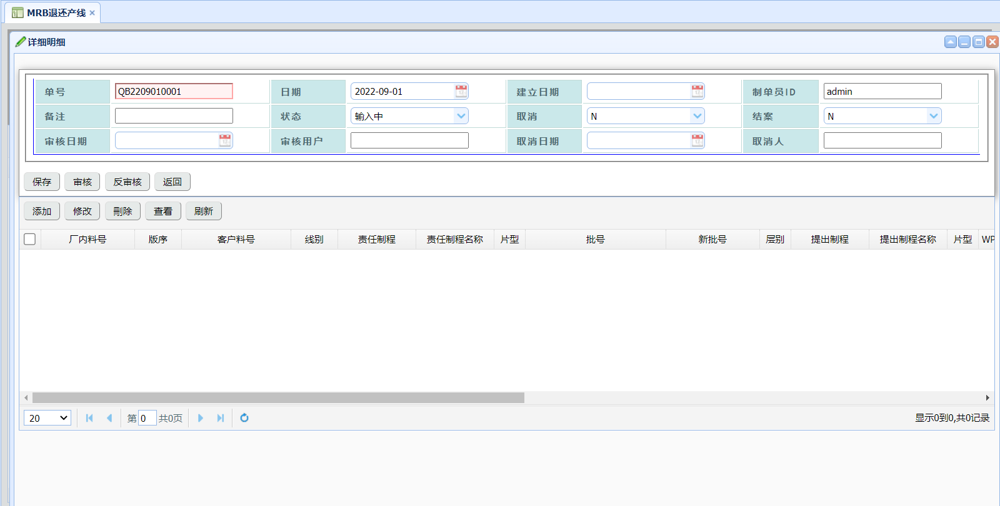 MRB退还产线
详细明细
单号 QB2209010001 日期 2022-09-01 建立日期 制单员ID admin
备注 状态 输入中 取消 N 结案 N
审核日期 审核用户 取消日期 取消人
保存 审核 反审核 返回
添加 修改 刪除 查看 刷新
厂内料号 版序 客户料号 线别 责任制程 责任制程名称 片型 批号 新批号 层别 提出制程 提出制程名称 片型 WP
20 第 0 共0页 显示0到0,共0记录